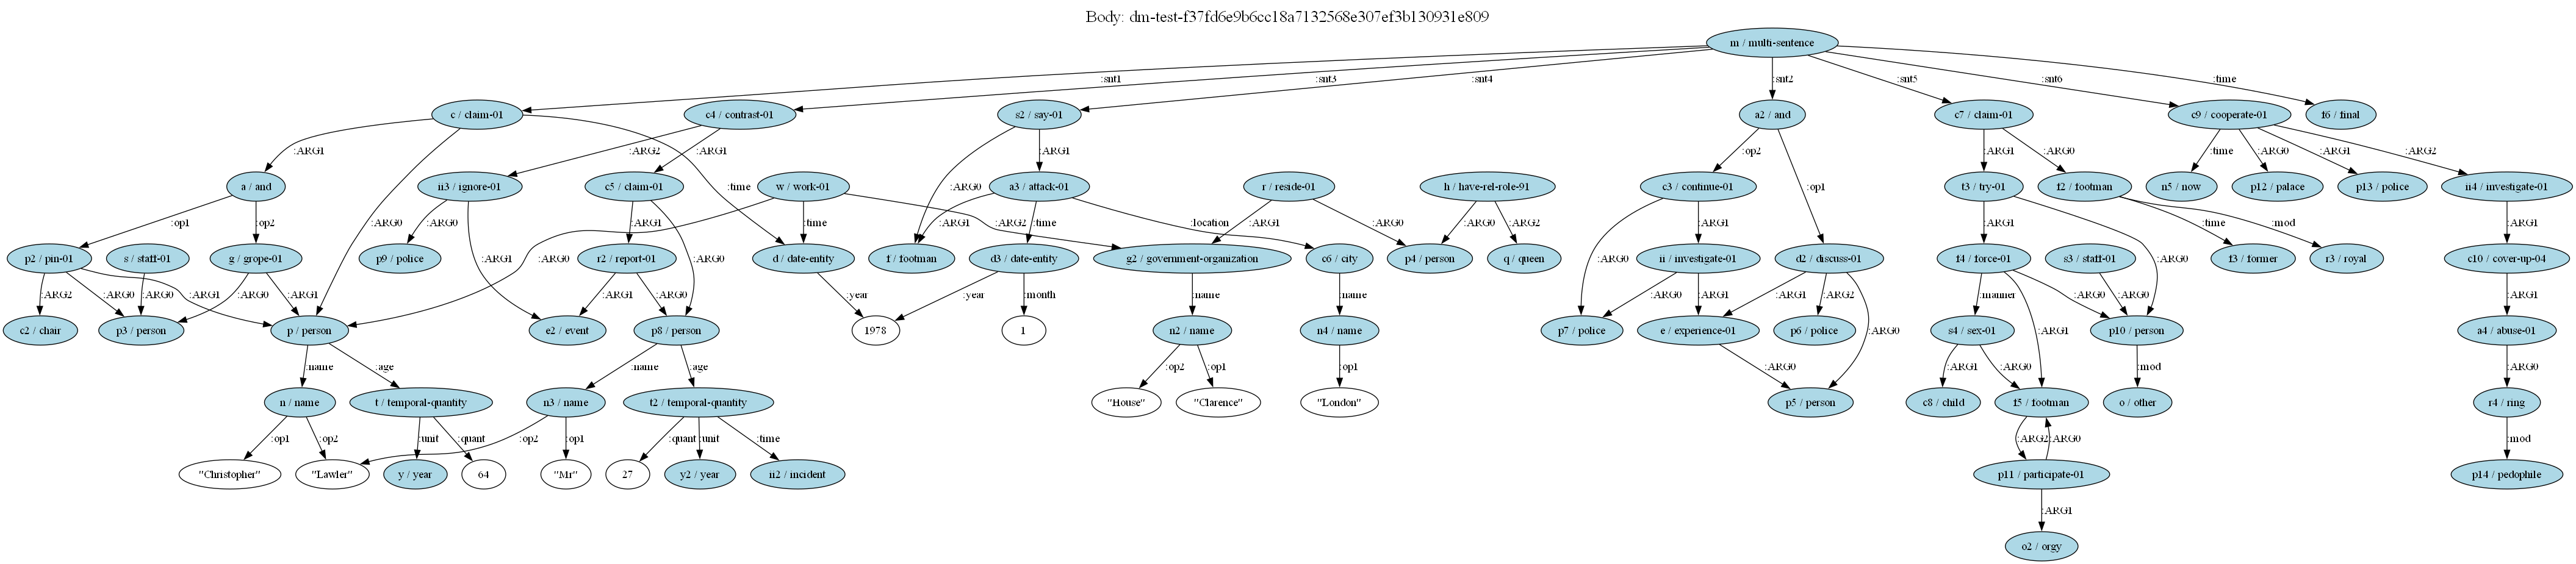 Body: dm-test-f37fd6e9b6cc18a7132568e307ef3b130931e809
m / multi-sentence
:snt1
:snt3
:snt4
:snt2
:snt5
:snt6
:time
c / claim-01
c4 / contrast-01
s2 / say-01
a2 / and
c7 / claim-01
c9 / cooperate-01
f6 / final
:ARG1
:ARG0
:time
:ARG2
:ARG1
:ARG0
:ARG1
:op2
:op1
:ARG1
:ARG0
:time
:ARG0
:ARG1
:ARG2
a / and
ii3 / ignore-01
c5 / claim-01
w / work-01
a3 / attack-01
r / reside-01
h / have-rel-role-91
c3 / continue-01
t3 / try-01
f2 / footman
n5 / now
p12 / palace
p13 / police
ii4 / investigate-01
:op1
:op2
:ARG0
:ARG1
:ARG1
:ARG0
:ARG0
:time
:ARG2
:ARG1
:time
:location
:ARG1
:ARG0
:ARG0
:ARG2
:ARG0
:ARG1
:ARG1
:ARG0
:time
:mod
:ARG1
p2 / pin-01
s / staff-01
g / grope-01
p9 / police
r2 / report-01
d / date-entity
f / footman
d3 / date-entity
g2 / government-organization
c6 / city
p4 / person
q / queen
ii / investigate-01
d2 / discuss-01
f4 / force-01
s3 / staff-01
f3 / former
r3 / royal
c10 / cover-up-04
:ARG2
:ARG0
:ARG1
:ARG0
:ARG0
:ARG1
:ARG1
:ARG0
:year
:year
:month
:name
:name
:ARG0
:ARG1
:ARG1
:ARG2
:ARG0
:manner
:ARG1
:ARG0
:ARG0
:ARG1
c2 / chair
p3 / person
p / person
e2 / event
p8 / person
1978
1
n2 / name
n4 / name
p7 / police
e / experience-01
p6 / police
s4 / sex-01
p10 / person
a4 / abuse-01
:name
:age
:name
:age
:op2
:op1
:op1
:ARG0
:ARG1
:ARG0
:mod
:ARG0
n / name
t / temporal-quantity
n3 / name
t2 / temporal-quantity
"House"
"Clarence"
"London"
p5 / person
c8 / child
f5 / footman
o / other
r4 / ring
:op1
:op2
:unit
:quant
:op2
:op1
:quant
:unit
:time
:ARG2
:ARG0
:mod
"Christopher"
"Lawler"
y / year
64
"Mr"
27
y2 / year
ii2 / incident
p11 / participate-01
p14 / pedophile
:ARG1
o2 / orgy